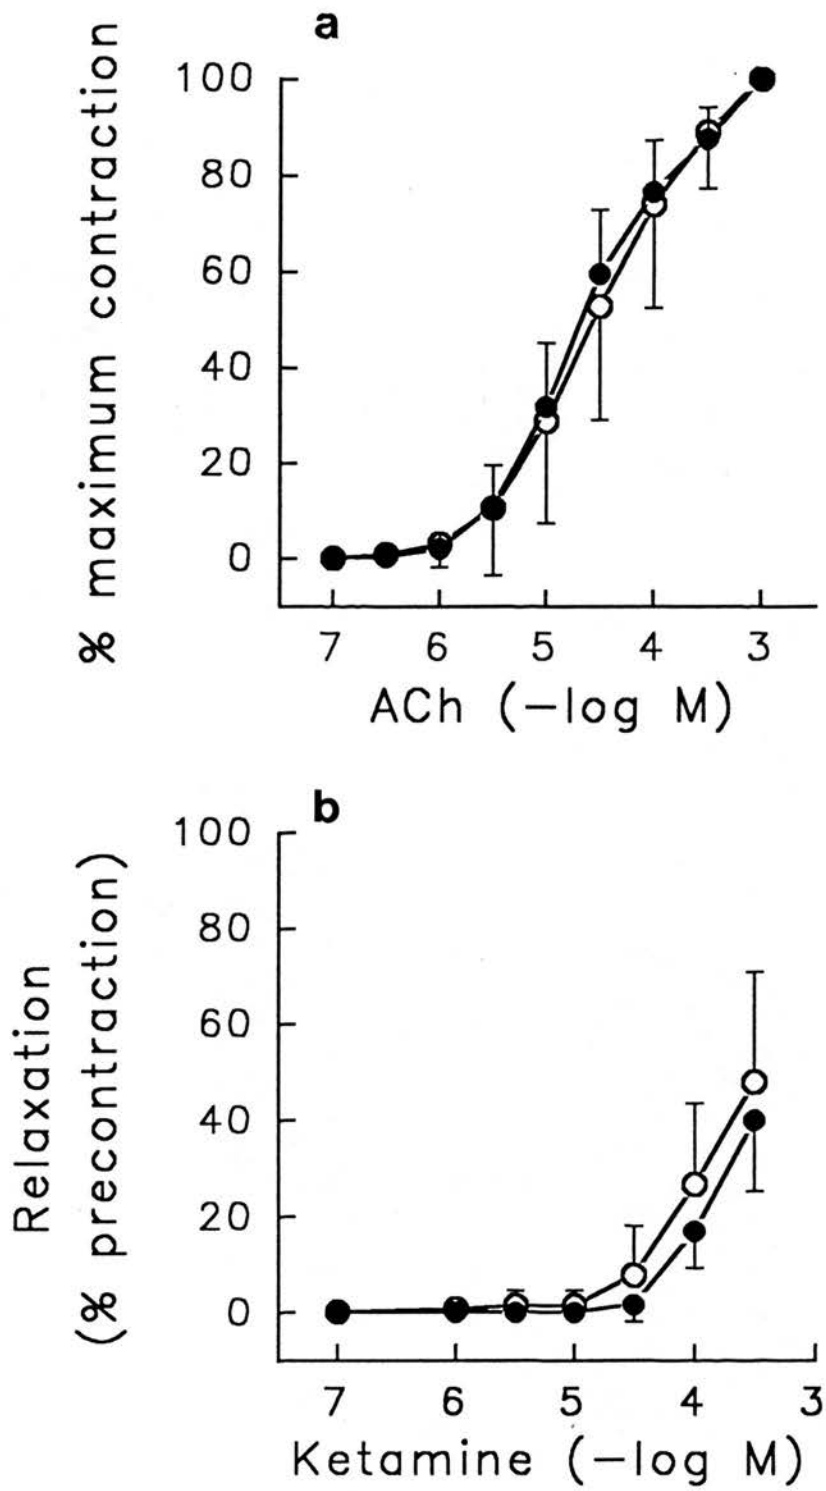 a
% maximum contraction
100
80
60
40
20
0
7 6 5 4 3
ACh (−log M)
b
Relaxation
(% precontraction)
100
80
60
40
20
0
7 6 5 4 3
Ketamine (−log M)